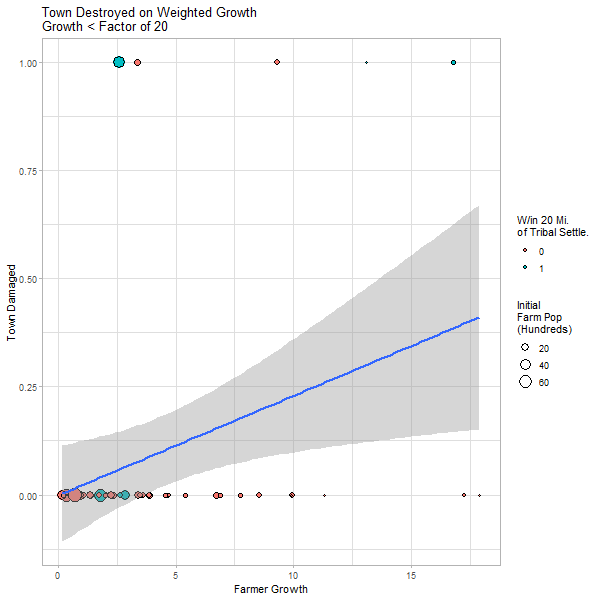 Town Destroyed on Weighted Growth
Growth < Factor of 20
1.00
0.75
0.50
0.25
0.00
Town Damaged
0
5
10
15
Farmer Growth
W/in 20 Mi.
of Tribal Settle.
0
1
Initial
Farm Pop
(Hundreds)
20
40
60